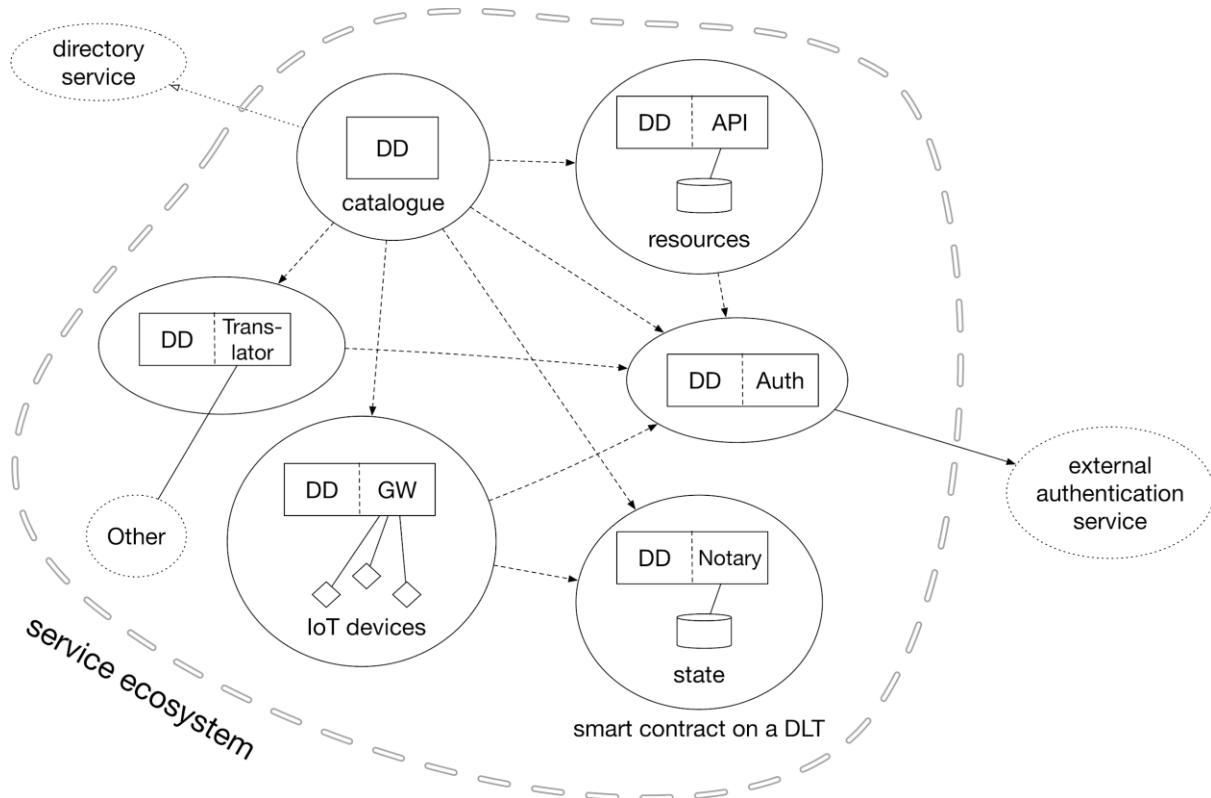 directory
service
DD
catalogue
DD
API
resources
DD
Trans-
lator
DD
Auth
external
authentication
service
DD
GW
IoT devices
Other
DD
Notary
state
smart contract on a DLT
service ecosystem